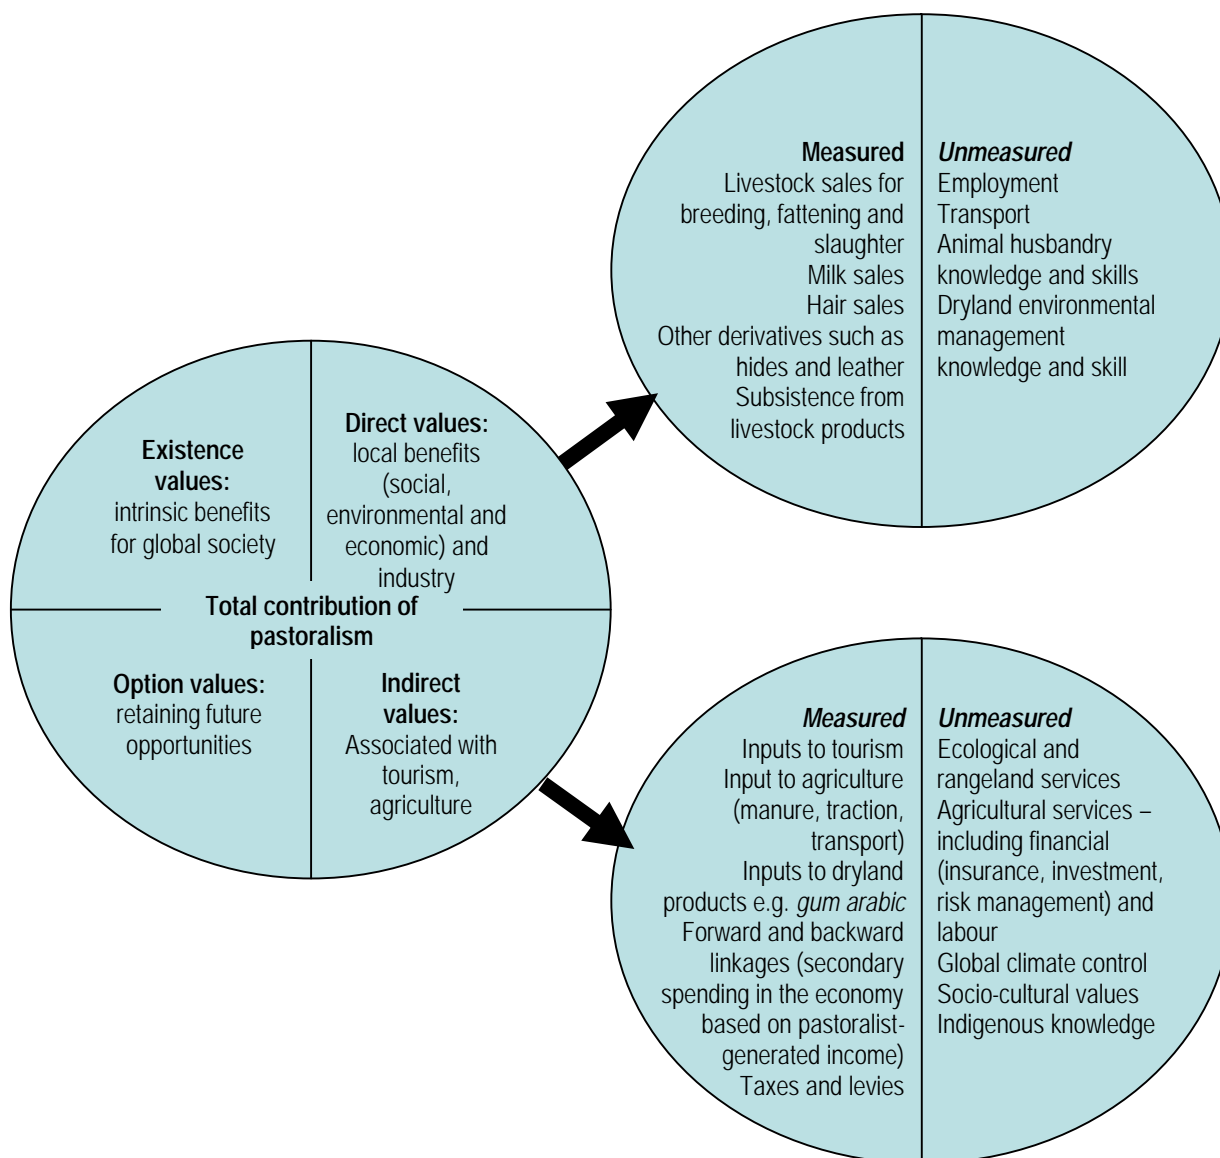 Measured
Livestock sales for
breeding, fattening and
slaughter
Milk sales
Hair sales
Other derivatives such as
hides and leather
Subsistence from
livestock products
Unmeasured
Employment
Transport
Animal husbandry
knowledge and skills
Dryland environmental
management
knowledge and skill
Existence
values:
intrinsic benefits
for global society
Direct values:
local benefits
(social,
environmental and
economic) and
industry
Total contribution of
pastoralism
Option values:
retaining future
opportunities
Indirect
values:
Associated with
tourism,
agriculture
Measured
Inputs to tourism
Input to agriculture
(manure, traction,
transport)
Inputs to dryland
products e.g. gum arabic
Forward and backward
linkages (secondary
spending in the economy
based on pastoralist-
generated income)
Taxes and levies
Unmeasured
Ecological and
rangeland services
Agricultural services –
including financial
(insurance, investment,
risk management) and
labour
Global climate control
Socio-cultural values
Indigenous knowledge